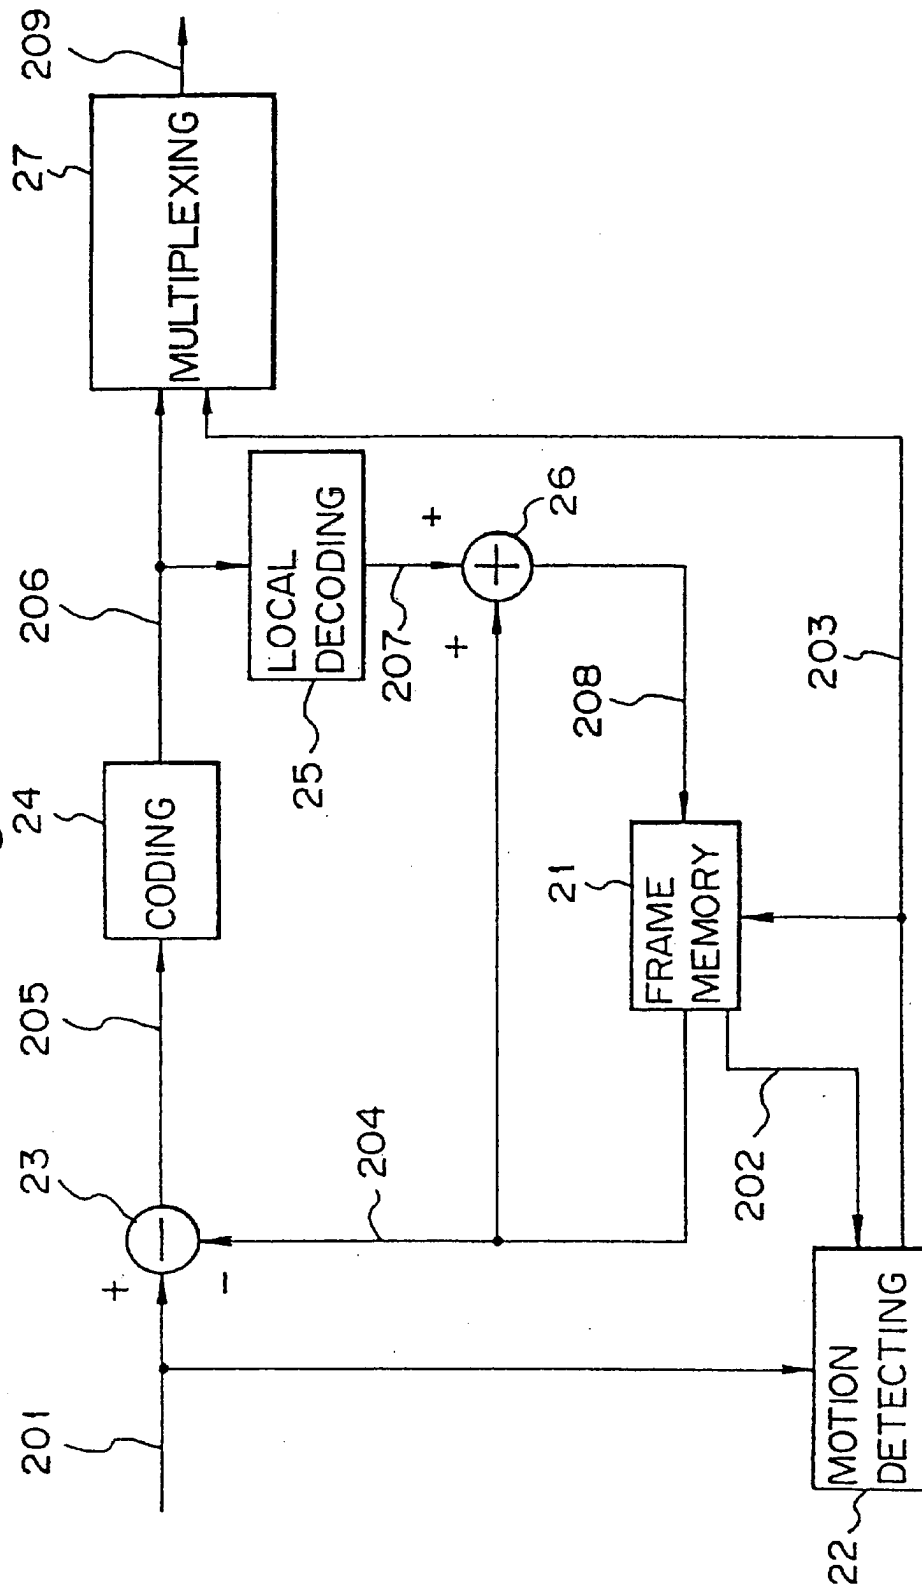 201
+
-
23
205
24
CODING
206
27
MULTIPLEXING
209
204
LOCAL
DECODING
25
207
+
+
26
208
21
FRAME
MEMORY
202
203
MOTION
DETECTING
22